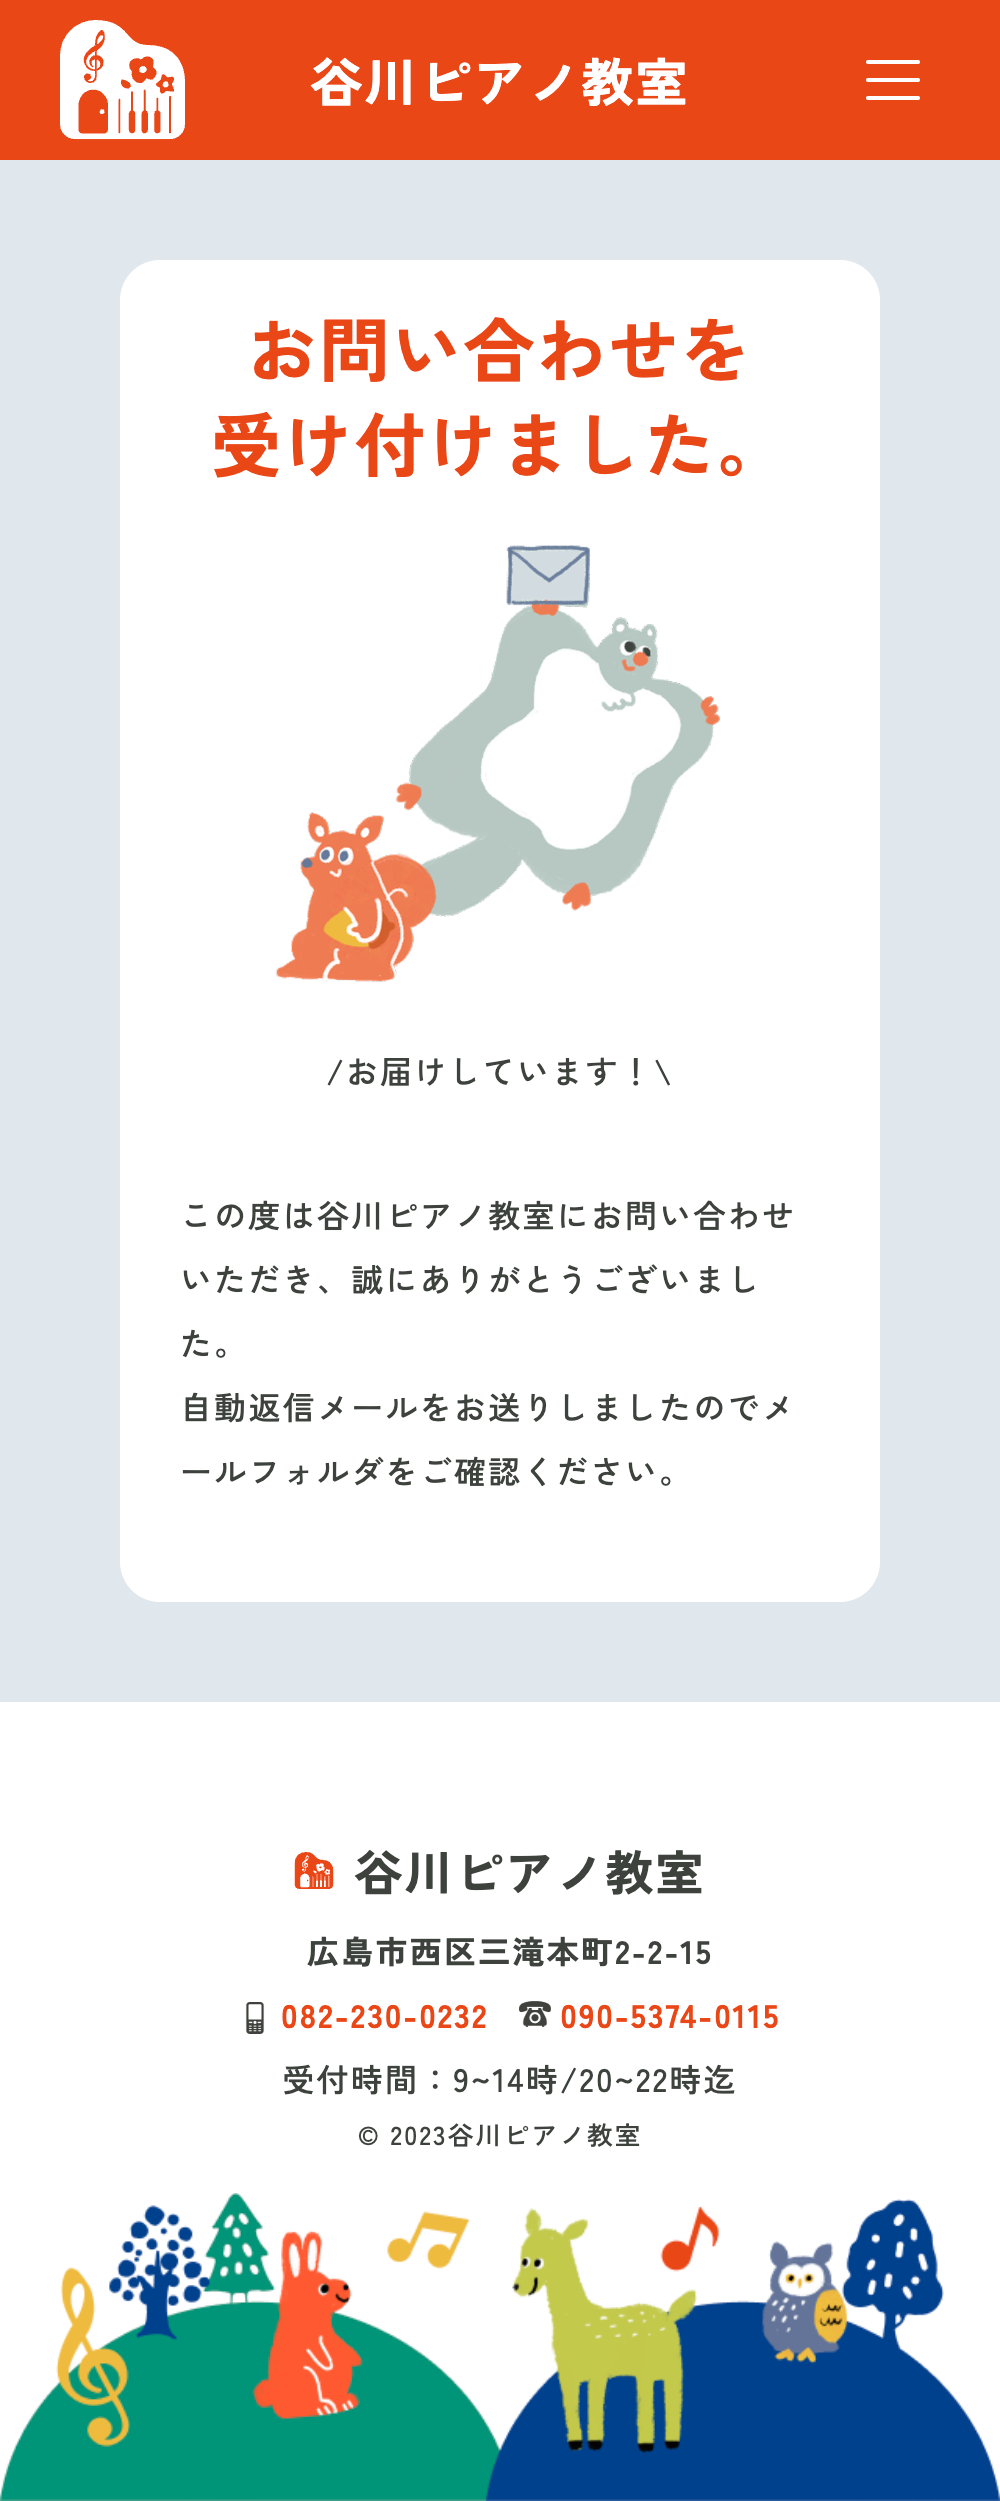 谷川ピアノ教室
お問い合わせを
受け付けました。
/お届けしています！\
この度は谷川ピアノ教室にお問い合わせ
いただき、誠にありがとうございまし
た。
自動返信メールをお送りしましたのでメ
ールフォルダをご確認ください。
谷川ピアノ教室
広島市西区三滝本町2-2-15
082-230-0232 090-5374-0115
受付時間：9~14時/20~22時迄
© 2023谷川ピアノ教室